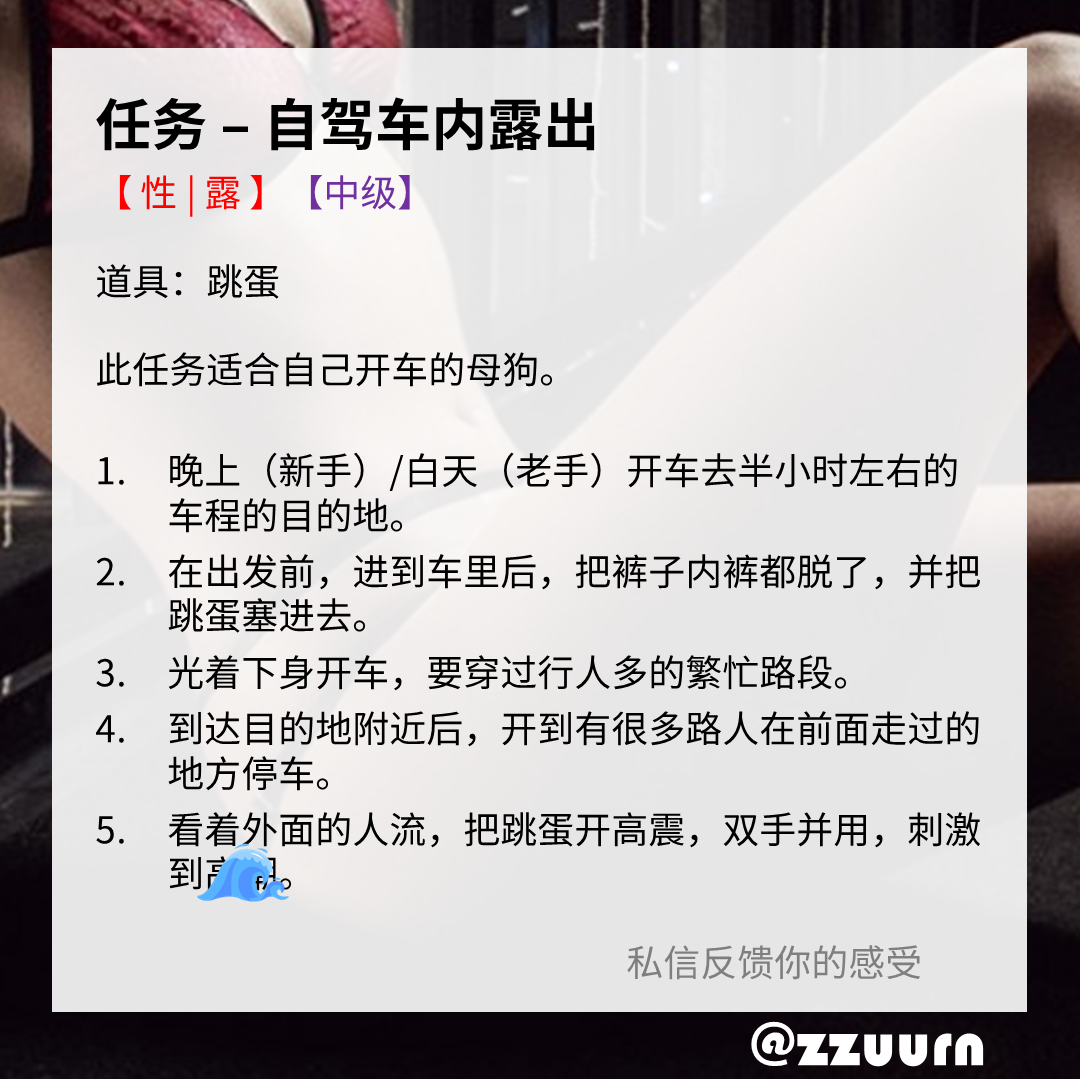 任务 – 自驾车内露出
【 性 | 露 】 【中级】
道具：跳蛋
此任务适合自己开车的母狗。
1. 晚上（新手）/白天（老手）开车去半小时左右的
车程的目的地。
2. 在出发前，进到车里后，把裤子内裤都脱了，并把
跳蛋塞进去。
3. 光着下身开车，要穿过行人多的繁忙路段。
4. 到达目的地附近后，开到有很多路人在前面走过的
地方停车。
5. 看着外面的人流，把跳蛋开高震，双手并用，刺激
到高潮。
私信反馈你的感受
@zzuurn